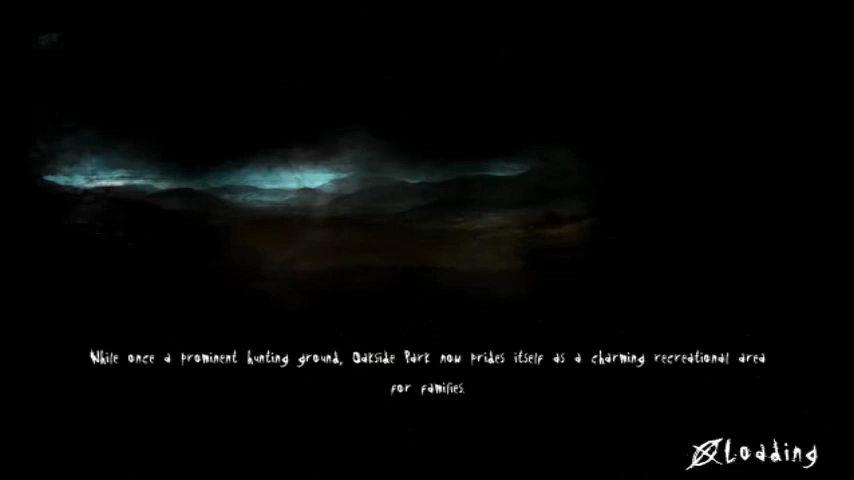 While once a prominent hunting ground, Oakside Park now prides itself as a charming recreational area
for families.
Loading